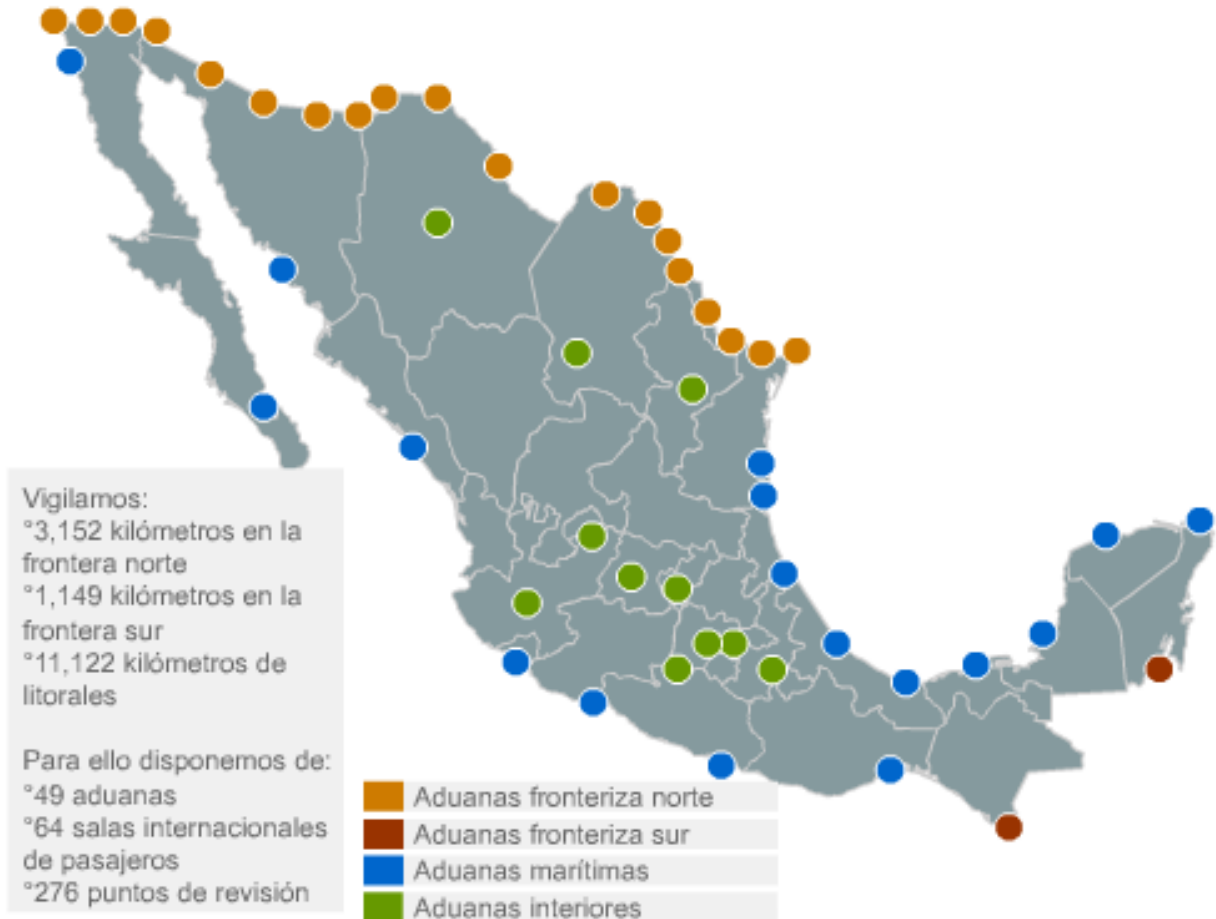 Vigilamos:
°3,152 kilómetros en la
frontera norte
°1,149 kilómetros en la
frontera sur
°11,122 kilómetros de
litorales
Para ello disponemos de:
°49 aduanas
°64 salas internacionales
de pasajeros
°276 puntos de revisión
Aduanas fronteriza norte
Aduanas fronteriza sur
Aduanas marítimas
Aduanas interiores